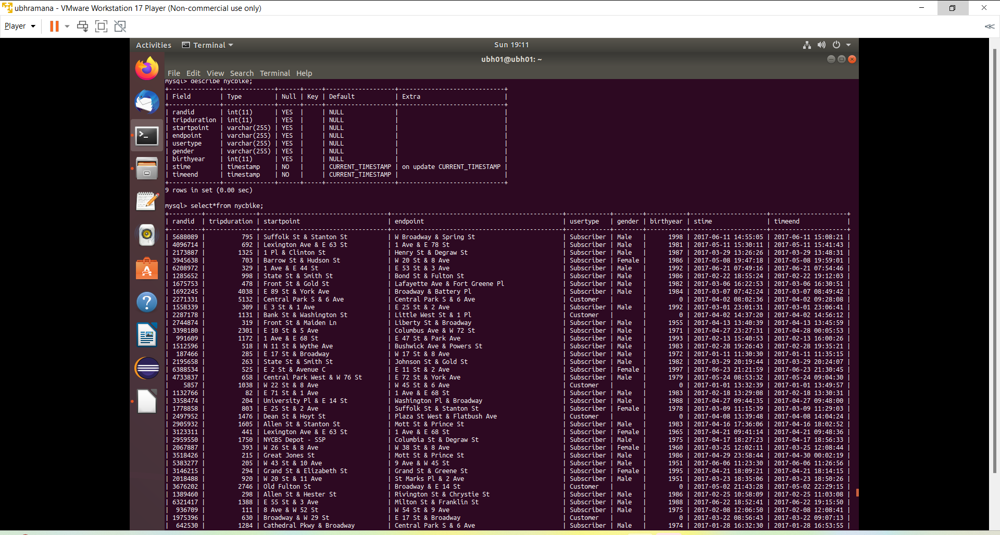 ubhramana - VMware Workstation 17 Player (Non-commercial use only)
Player
Activities Terminal Sun 19:11
ubh01@ubh01: ~
File Edit View Search Terminal Help
mysql> describe nycbike;
+-------------+--------------+------+-----+-------------------+-----------------------------+
| Field | Type | Null | Key | Default | Extra |
+-------------+--------------+------+-----+-------------------+-----------------------------+
| randid | int(11) | YES | | NULL | |
| tripduration | int(11) | YES | | NULL | |
| startpoint | varchar(255) | YES | | NULL | |
| endpoint | varchar(255) | YES | | NULL | |
| usertype | varchar(255) | YES | | NULL | |
| gender | varchar(255) | YES | | NULL | |
| birthyear | int(11) | YES | | NULL | |
| stime | timestamp | NO | | CURRENT_TIMESTAMP | on update CURRENT_TIMESTAMP |
| timeend | timestamp | NO | | CURRENT_TIMESTAMP | |
+-------------+--------------+------+-----+-------------------+-----------------------------+
9 rows in set (0.00 sec)
mysql> select*from nycbike;
+---------+--------------+-----------------------------------+-----------------------------------------------+------------+--------+-----------+---------------------+---------------------+
| randid | tripduration | startpoint | endpoint | usertype | gender | birthyear | stime | timeend |
+---------+--------------+-----------------------------------+-----------------------------------------------+------------+--------+-----------+---------------------+---------------------+
| 5688089 | 795 | Suffolk St & Stanton St | W Broadway & Spring St | Subscriber | Male | 1998 | 2017-06-11 14:55:05 | 2017-06-11 15:08:21 |
| 4096714 | 692 | Lexington Ave & E 63 St | 1 Ave & E 78 St | Subscriber | Male | 1981 | 2017-05-11 15:30:11 | 2017-05-11 15:41:43 |
| 2173887 | 1325 | 1 Pl & Clinton St | Henry St & Degraw St | Subscriber | Male | 1987 | 2017-03-29 13:26:26 | 2017-03-29 13:48:31 |
| 3945638 | 703 | Barrow St & Hudson St | W 20 St & 8 Ave | Subscriber | Female | 1986 | 2017-05-08 19:47:18 | 2017-05-08 19:59:01 |
| 6208972 | 329 | 1 Ave & E 44 St | E 53 St & 3 Ave | Subscriber | Male | 1992 | 2017-06-21 07:49:16 | 2017-06-21 07:54:46 |
| 1285652 | 998 | State St & Smith St | Bond St & Fulton St | Subscriber | Male | 1986 | 2017-02-22 18:55:24 | 2017-02-22 19:12:03 |
| 1675753 | 478 | Front St & Gold St | Lafayette Ave & Fort Greene Pl | Subscriber | Male | 1982 | 2017-03-06 16:22:53 | 2017-03-06 16:30:51 |
| 1692245 | 4038 | E 89 St & York Ave | Broadway & Battery Pl | Subscriber | Male | 1984 | 2017-03-07 07:42:24 | 2017-03-07 08:49:42 |
| 2271331 | 5132 | Central Park S & 6 Ave | Central Park S & 6 Ave | Customer | | 0 | 2017-04-02 08:02:36 | 2017-04-02 09:28:08 |
| 1558339 | 309 | E 3 St & 1 Ave | E 25 St & 2 Ave | Subscriber | Male | 1992 | 2017-03-01 23:01:31 | 2017-03-01 23:06:41 |
| 2287178 | 1131 | Bank St & Washington St | Little West St & 1 Pl | Customer | | 0 | 2017-04-02 14:37:20 | 2017-04-02 14:56:12 |
| 2744874 | 319 | Front St & Maiden Ln | Liberty St & Broadway | Subscriber | Male | 1955 | 2017-04-13 13:40:39 | 2017-04-13 13:45:59 |
| 3398180 | 2301 | E 10 St & 5 Ave | Columbus Ave & W 72 St | Subscriber | Male | 1971 | 2017-04-27 23:27:31 | 2017-04-28 00:05:53 |
| 991609 | 1172 | 1 Ave & E 68 St | E 47 St & Park Ave | Subscriber | Male | 1993 | 2017-02-13 15:40:53 | 2017-02-13 16:00:26 |
| 1512596 | 518 | N 11 St & Wythe Ave | Bushwick Ave & Powers St | Subscriber | Male | 1983 | 2017-02-28 19:26:43 | 2017-02-28 19:35:21 |
| 187466 | 285 | E 17 St & Broadway | W 17 St & 8 Ave | Subscriber | Male | 1972 | 2017-01-11 11:30:30 | 2017-01-11 11:35:15 |
| 2195658 | 263 | State St & Smith St | Johnson St & Gold St | Subscriber | Male | 1982 | 2017-03-29 20:19:44 | 2017-03-29 20:24:07 |
| 6388534 | 525 | E 2 St & Avenue C | E 11 St & 2 Ave | Subscriber | Female | 1997 | 2017-06-23 21:21:59 | 2017-06-23 21:30:45 |
| 4733837 | 658 | Central Park West & W 76 St | E 72 St & York Ave | Subscriber | Male | 1979 | 2017-05-24 08:53:32 | 2017-05-24 09:04:30 |
| 5857 | 1038 | W 22 St & 8 Ave | W 45 St & 6 Ave | Customer | | 0 | 2017-01-01 13:32:39 | 2017-01-01 13:49:57 |
| 1132766 | 82 | E 71 St & 1 Ave | 1 Ave & E 68 St | Subscriber | Male | 1983 | 2017-02-18 13:29:08 | 2017-02-18 13:30:31 |
| 3358474 | 204 | University Pl & E 14 St | Washington Pl & Broadway | Subscriber | Male | 1988 | 2017-04-27 09:44:35 | 2017-04-27 09:48:00 |
| 1778858 | 803 | E 25 St & 2 Ave | Suffolk St & Stanton St | Subscriber | Female | 1978 | 2017-03-09 11:15:39 | 2017-03-09 11:29:03 |
| 2497952 | 1476 | Dean St & Hoyt St | Plaza St West & Flatbush Ave | Customer | | 0 | 2017-04-08 13:39:48 | 2017-04-08 14:04:24 |
| 2905932 | 1605 | Allen St & Stanton St | Mott St & Prince St | Subscriber | Male | 1983 | 2017-04-16 17:36:06 | 2017-04-16 18:02:52 |
| 3123311 | 441 | Lexington Ave & E 63 St | 1 Ave & E 68 St | Subscriber | Female | 1965 | 2017-04-21 09:41:14 | 2017-04-21 09:48:36 |
| 2959550 | 1750 | NYCBS Depot - SSP | Columbia St & Degraw St | Subscriber | Male | 1975 | 2017-04-17 18:27:23 | 2017-04-17 18:56:33 |
| 2067887 | 393 | W 26 St & 8 Ave | W 38 St & 8 Ave | Subscriber | Female | 1960 | 2017-03-25 12:02:11 | 2017-03-25 12:08:44 |
| 3518426 | 215 | Great Jones St | Mott St & Prince St | Subscriber | Male | 1986 | 2017-04-29 23:58:44 | 2017-04-30 00:02:19 |
| 5383277 | 205 | W 43 St & 10 Ave | 9 Ave & W 45 St | Subscriber | Male | 1951 | 2017-06-06 11:23:30 | 2017-06-06 11:26:56 |
| 3146215 | 294 | Grand St & Elizabeth St | Grand St & Greene St | Subscriber | Female | 1995 | 2017-04-21 18:09:21 | 2017-04-21 18:14:15 |
| 2018488 | 920 | W 20 St & 11 Ave | St Marks Pl & 2 Ave | Subscriber | Male | 1951 | 2017-03-23 18:35:06 | 2017-03-23 18:50:26 |
| 3676202 | 2746 | Old Fulton St | Broadway & E 14 St | Customer | | 0 | 2017-05-02 21:43:28 | 2017-05-02 22:29:15 |
| 1389460 | 298 | Allen St & Hester St | Rivington St & Chrystie St | Subscriber | Male | 1986 | 2017-02-25 10:58:09 | 2017-02-25 11:03:08 |
| 6321417 | 1388 | E 55 St & 3 Ave | Milton St & Franklin St | Subscriber | Male | 1988 | 2017-06-22 18:52:41 | 2017-06-22 19:15:50 |
| 936709 | 111 | 8 Ave & W 52 St | W 54 St & 9 Ave | Subscriber | Male | 1975 | 2017-02-08 12:06:50 | 2017-02-08 12:08:41 |
| 1975396 | 630 | Broadway & W 29 St | E 17 St & Broadway | Customer | | 0 | 2017-03-22 08:56:43 | 2017-03-22 09:07:13 |
| 642530 | 1284 | Cathedral Pkwy & Broadway | Central Park S & 6 Ave | Subscriber | Male | 1974 | 2017-01-28 16:32:30 | 2017-01-28 16:53:55 |